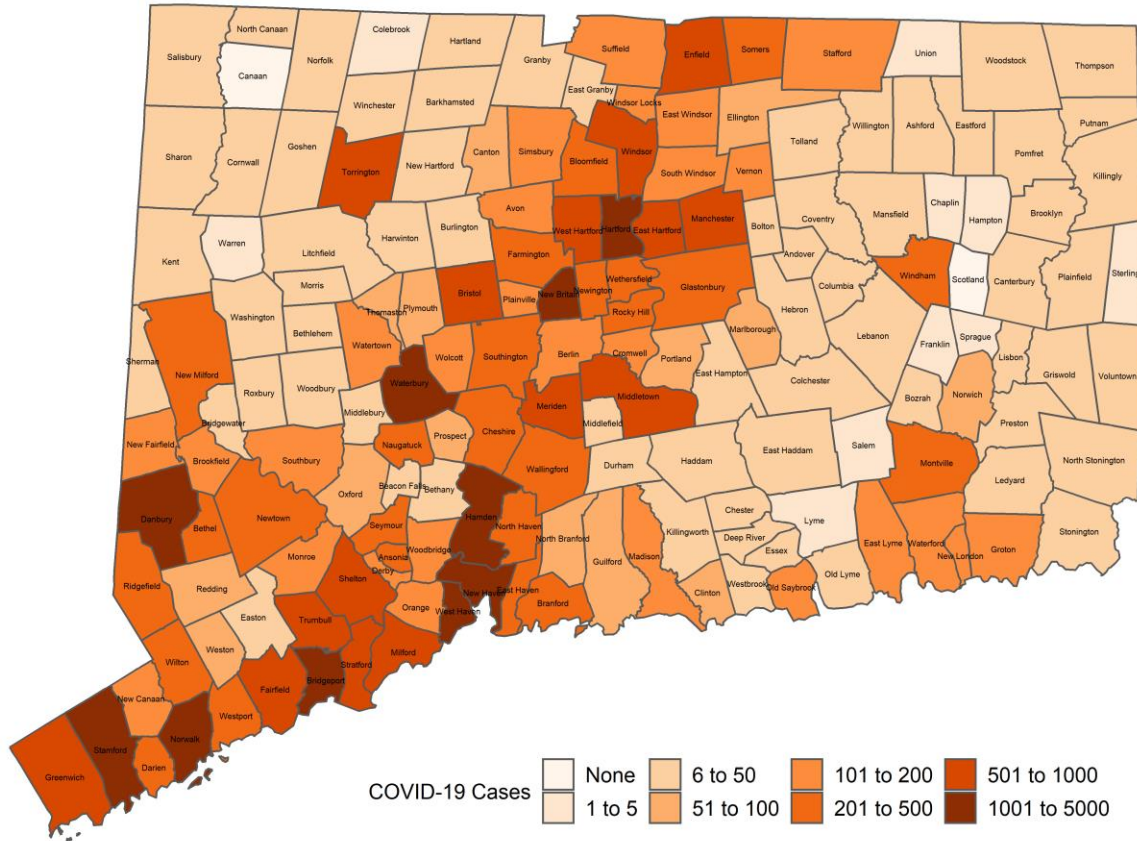 North Canaan
Colebrook
Hartland
Suffield
Enfield
Somers
Stafford
Union
Salisbury
Canaan
Norfolk
Granby
Woodstock
Thompson
East Granby
Winchester
Barkhamsted
Windsor Locks
East Windsor
Ellington
Willington
Ashford
Eastford
Putnam
Sharon
Cornwall
Goshen
Torrington
New Hartford
Canton
Simsbury
Bloomfield
Windsor
South Windsor
Vernon
Tolland
Pomfret
Killingly
Avon
Chaplin
Hampton
Brooklyn
Kent
Warren
Litchfield
Harwinton
Burlington
West Hartford
Hartford
East Hartford
Manchester
Bolton
Coventry
Mansfield
Farmington
Andover
Windham
Scotland
Canterbury
Plainfield
Sterling
Morris
Washington
Bethlehem
Thomaston
Plymouth
Bristol
Plainville
New Britain
Newington
Wethersfield
Glastonbury
Columbia
Hebron
Rocky Hill
Marlborough
Lebanon
Franklin
Sprague
Lisbon
Griswold
Voluntown
Sherman
New Milford
Watertown
Wolcott
Southington
Berlin
Cromwell
Portland
East Hampton
Colchester
Bozrah
Norwich
Preston
Roxbury
Woodbury
Waterbury
Middlebury
Meriden
Middletown
Middlefield
Bridgewater
New Fairfield
Brookfield
Southbury
Naugatuck
Prospect
Cheshire
Wallingford
Durham
Haddam
East Haddam
Salem
Montville
Ledyard
North Stonington
Danbury
Bethel
Newtown
Oxford
Beacon Falls
Bethany
Hamden
North Haven
North Branford
Killingworth
Chester
Lyme
Stonington
Seymour
Woodbridge
Guilford
Madison
Deep River
Essex
East Lyme
Waterford
New London
Groton
Ridgefield
Redding
Monroe
Ansonia
Derby
Shelton
Orange
West Haven
New Haven
East Haven
Branford
Clinton
Westbrook
Old Saybrook
Old Lyme
Easton
Trumbull
Weston
Wilton
Milford
Stratford
Bridgeport
Fairfield
New Canaan
Westport
Norwalk
Stamford
Darien
Greenwich
COVID-19 Cases
None
6 to 50
101 to 200
501 to 1000
1 to 5
51 to 100
201 to 500
1001 to 5000